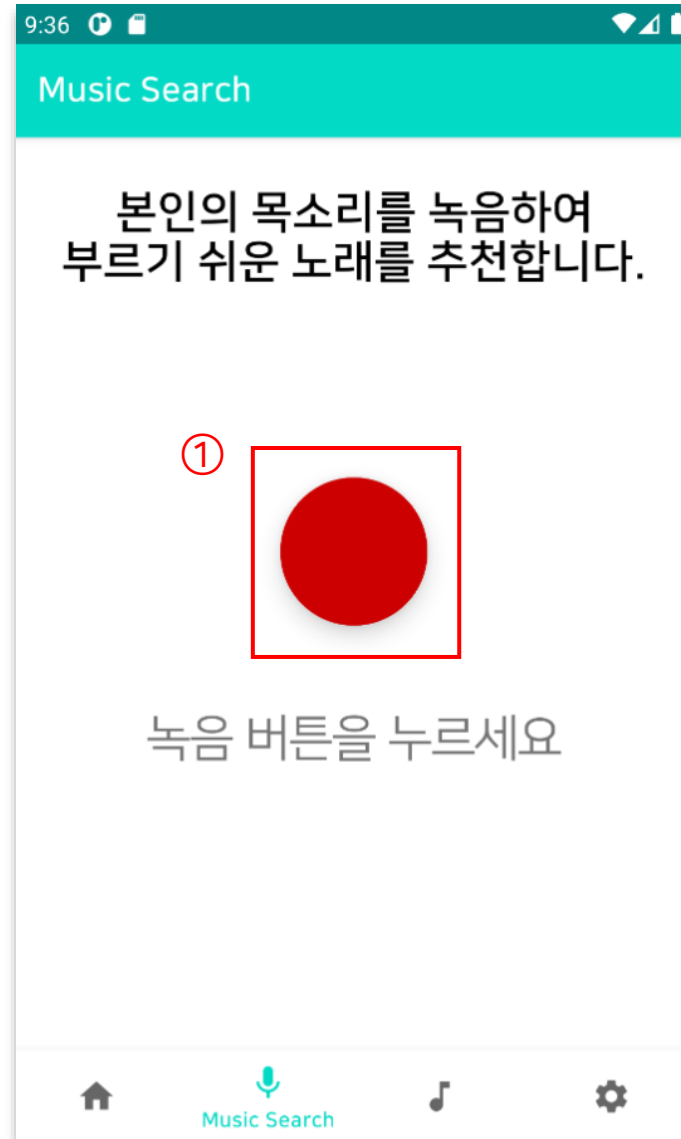 9:36
Music Search
본인의 목소리를 녹음하여
부르기 쉬운 노래를 추천합니다.
①
녹음 버튼을 누르세요
Music Search